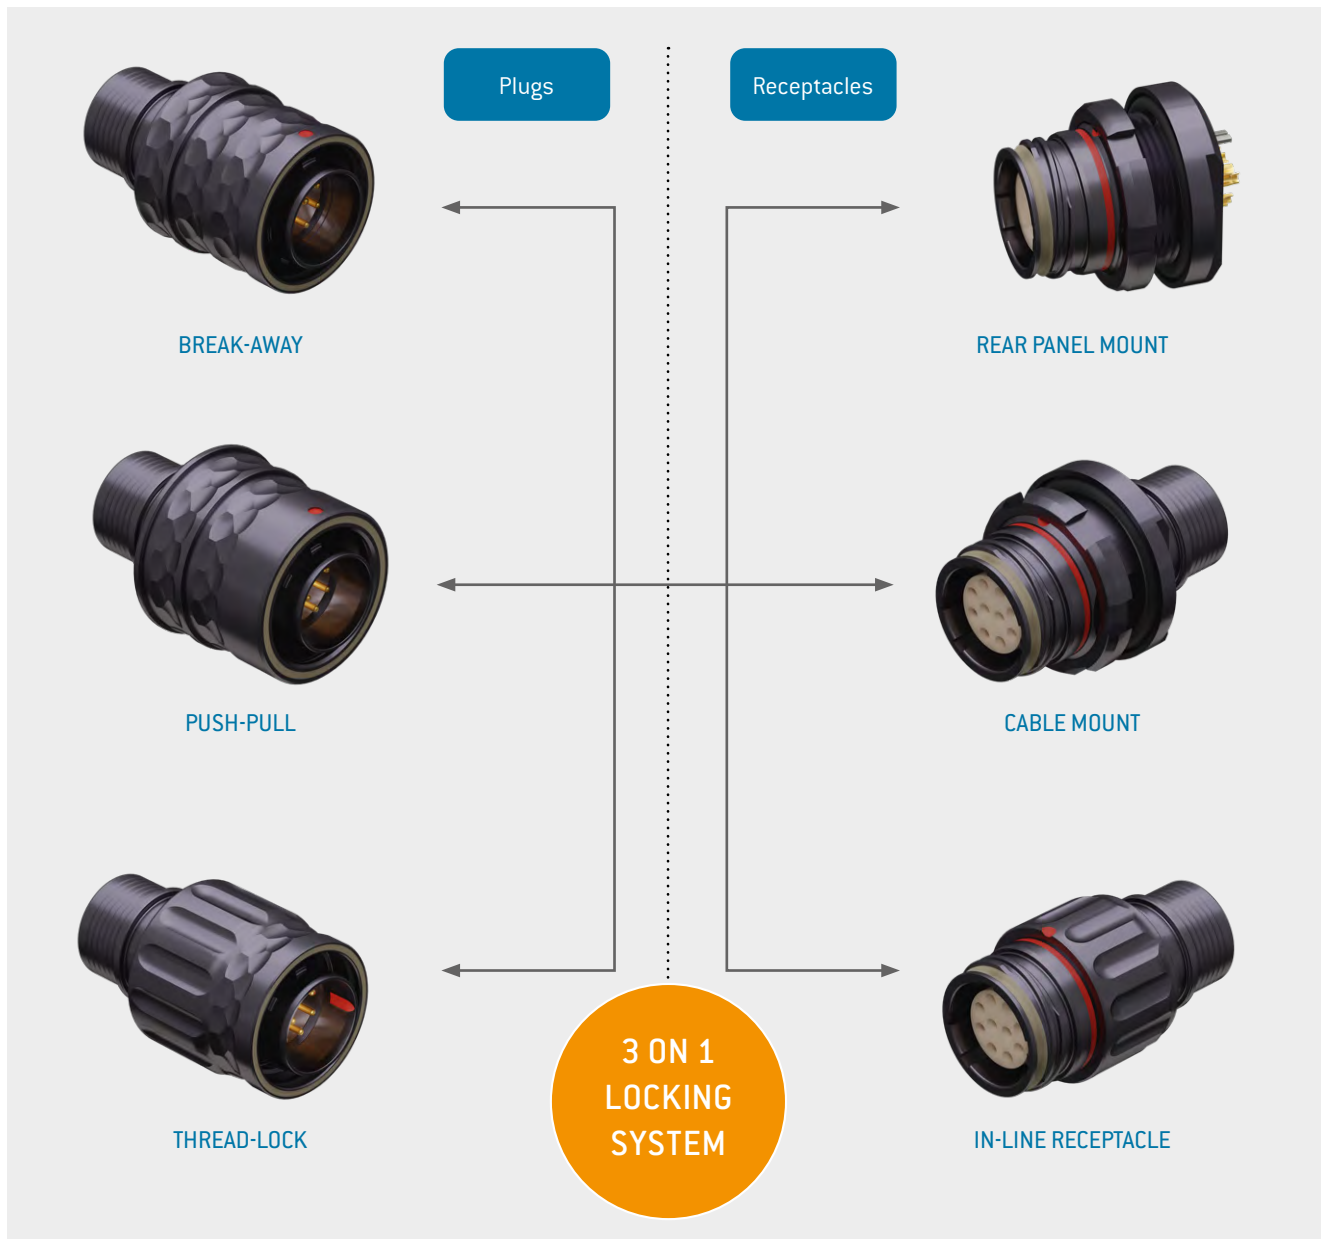 Plugs
Receptacles
BREAK-AWAY
REAR PANEL MOUNT
PUSH-PULL
CABLE MOUNT
THREAD-LOCK
IN-LINE RECEPTACLE
3 ON 1
LOCKING
SYSTEM